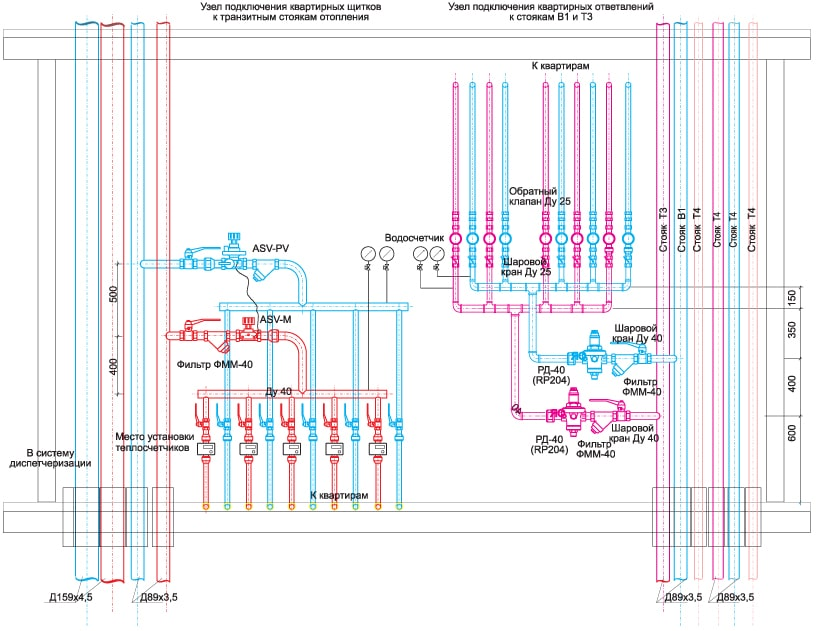 Узел подключения квартирных щитков
к транзитным стоякам отопления
Узел подключения квартирных ответвалений
к стоякам В1 и Т3
К квартирам
Обратный
клапан Ду 25
Водосчетчик
Шаровой
кран Ду 25
ASV-PV
ASV-M
500
400
Фильтр ФММ-40
Ду 40
Место установки
теплосчетчиков
В систему
диспетчеризации
К квартирам
Стояк Т3
Стояк В1
Стояк Т4
Стояк Т4
Стояк Т4
Стояк Т4
150
350
400
600
Шаровой
кран Ду 40
РД-40
(RP204)
Фильтр
ФММ-40
РД-40
(RP204)
Фильтр
ФММ-40
Шаровой
кран Ду 40
Д159х4,5
Д89х3,5
Д89х3,5
Д89х3,5